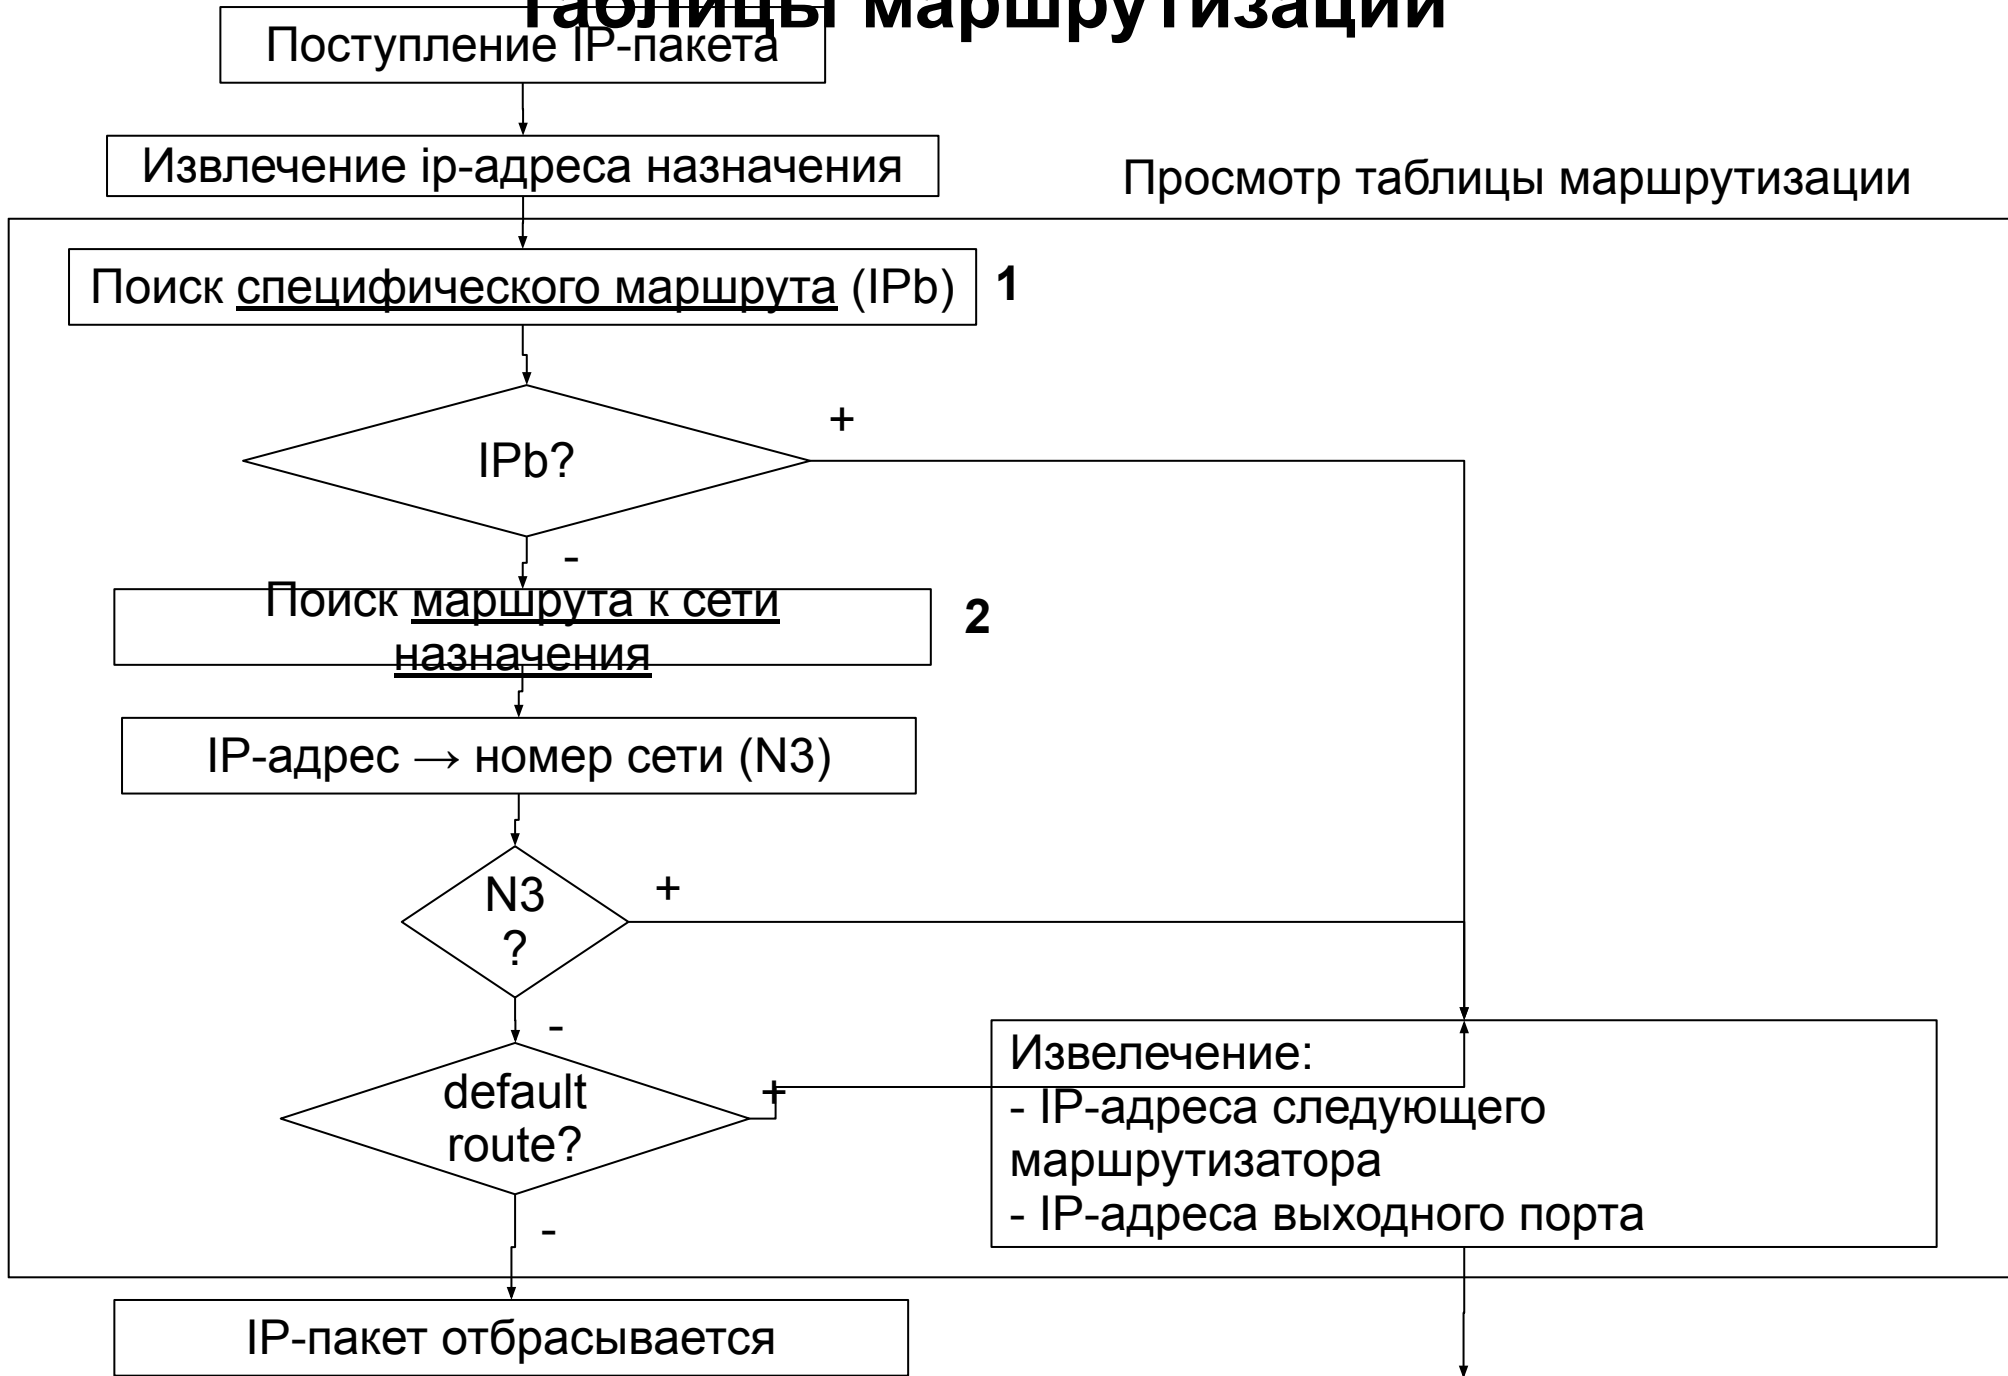 таблицы маршрутизации
Поступление IP-пакета
Извлечение ip-адреса назначения
Просмотр таблицы маршрутизации
Поиск специфического маршрута (IPb)
1
IPb?
+
-
Поиск маршрута к сети
назначения
2
IP-адрес → номер сети (N3)
N3
?
+
-
default
route?
+
-
Извелечение:
- IP-адреса следующего
маршрутизатора
- IP-адреса выходного порта
IP-пакет отбрасывается